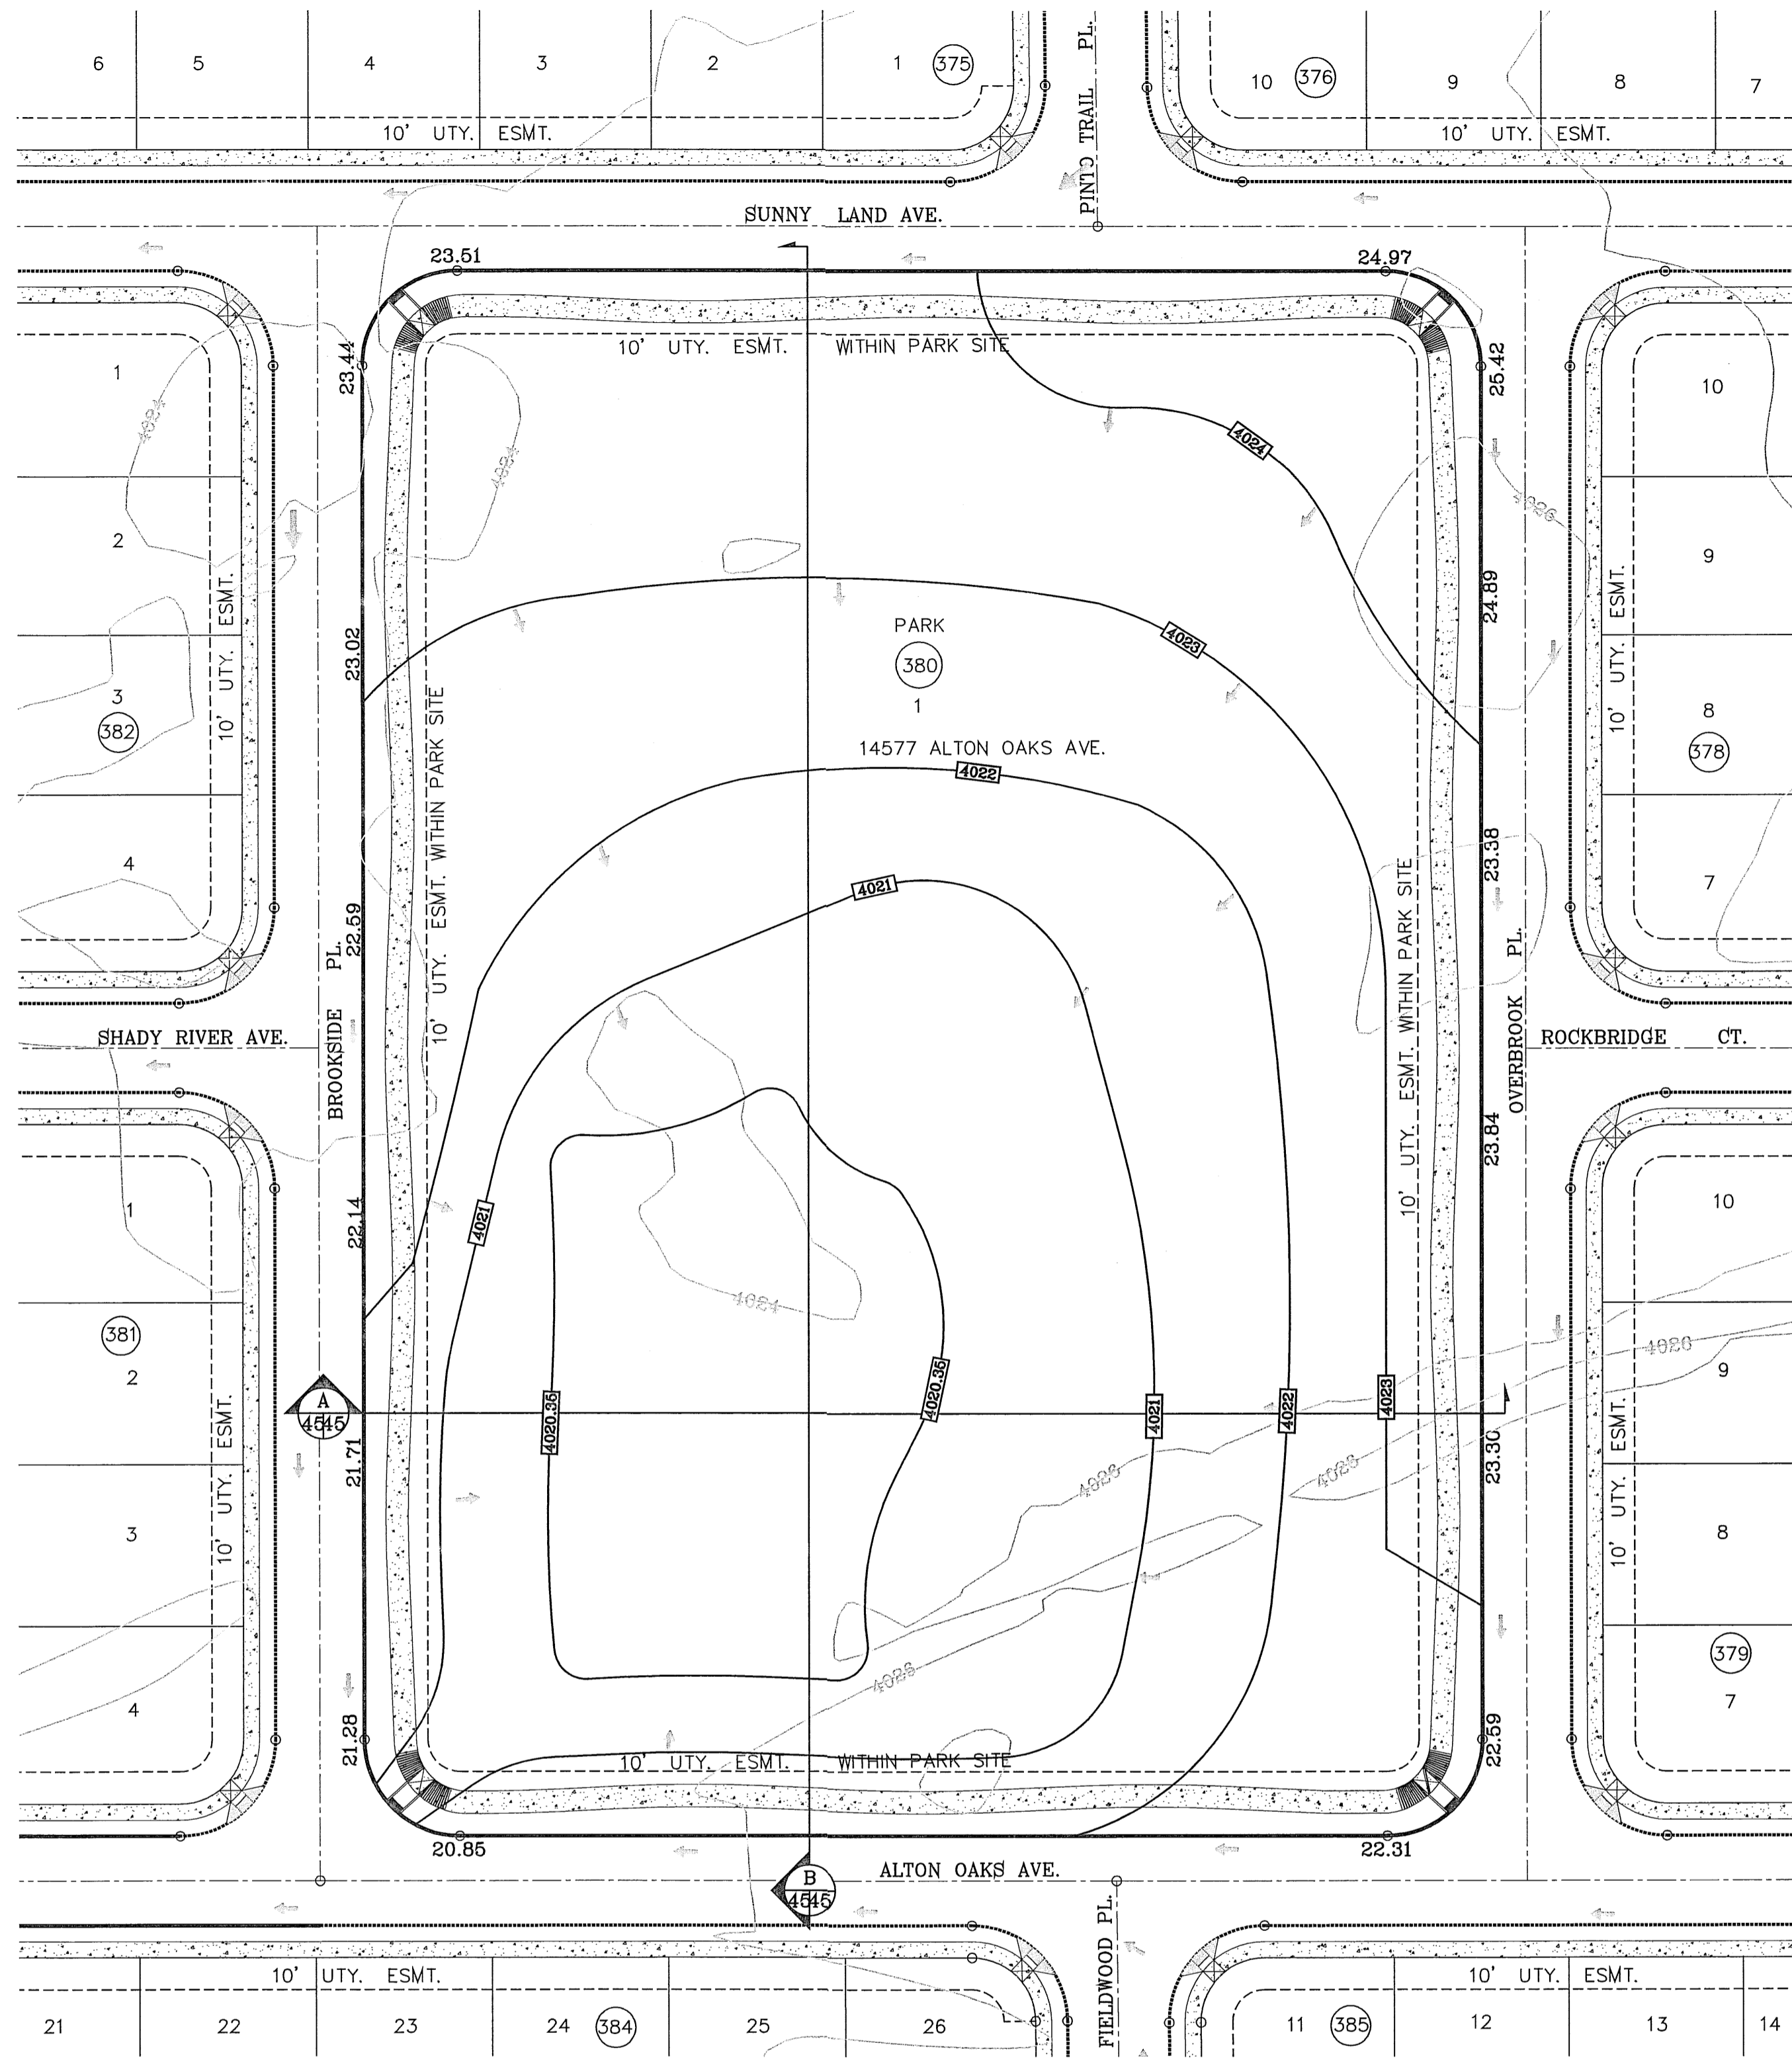 6 5 4 3 2 1 375
10 376 9 8 7
10' UTY. ESMT.
10' UTY. ESMT.
PINTO TRAIL PL.
SUNNY LAND AVE.
23.51
24.97
10' UTY. ESMT. WITHIN PARK SITE
23.44
25.42
1
4024
4024
4024
10
4026
2
9
PARK
380
1
14577 ALTON OAKS AVE.
4023
24.89
23.02
10' UTY. ESMT.
10' UTY. ESMT. WITHIN PARK SITE
10' UTY. ESMT.
3
382
8
378
4022
4
4021
7
23.38
22.59
BROOKSIDE PL.
10' UTY. ESMT. WITHIN PARK SITE
OVERBROOK PL.
SHADY RIVER AVE.
ROCKBRIDGE CT.
23.84
22.14
1
4021
10
4024
381
2
A
4545
4020.35
4020.35
4021
4022
4023
4026
9
21.71
23.30
4026
4026
10' UTY. ESMT.
10' UTY. ESMT.
3
8
4026
379
4
7
21.28
22.59
10' UTY. ESMT. WITHIN PARK SITE
20.85
22.31
ALTON OAKS AVE.
B
4545
FIELDWOOD PL.
10' UTY. ESMT.
10' UTY. ESMT.
21 22 23 24 384 25 26
11 385 12 13 14